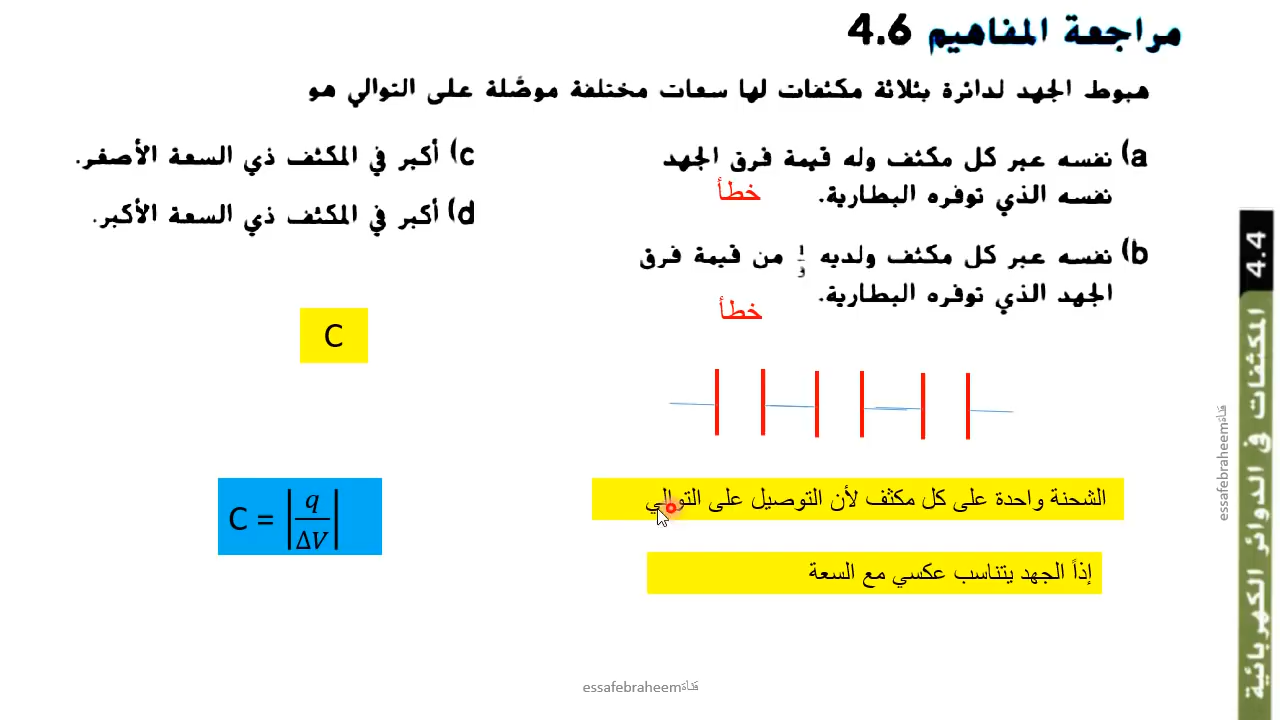 مراجعة المفاهيم 4.6
هبوط الجهد لدائرة بثلاثة مكثفات لها سعات مختلفة موصَّلة على التوالي هو
a) نفسه عبر كل مكثف وله قيمة فرق الجهد
نفسه الذي توفره البطارية.
خطأ
b) نفسه عبر كل مكثف ولديه 1/3 من قيمة فرق
الجهد الذي توفره البطارية.
خطأ
c) أكبر في المكثف ذي السعة الأصغر.
d) أكبر في المكثف ذي السعة الأكبر.
C
C = |q/ΔV|
الشحنة واحدة على كل مكثف لأن التوصيل على التوالي
إذاً الجهد يتناسب عكسي مع السعة
4.4 المكثفات في الدوائر الكهربائية
essafebraheemقناة
essafebraheemقناة